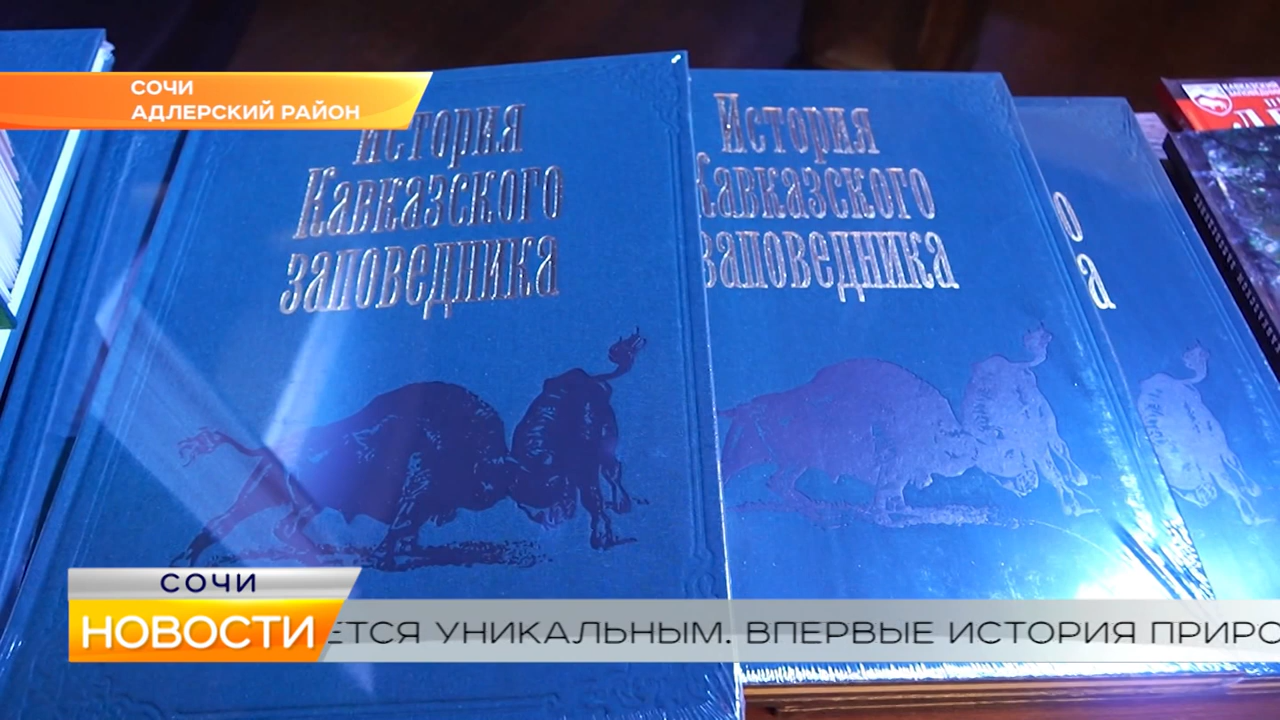 СОЧИ
АДЛЕРСКИЙ РАЙОН
История
Кавказского
заповедника
История
Кавказского
заповедника
о
а
СОЧИ
НОВОСТИ
ЕТСЯ УНИКАЛЬНЫМ. ВПЕРВЫЕ ИСТОРИЯ ПРИРО